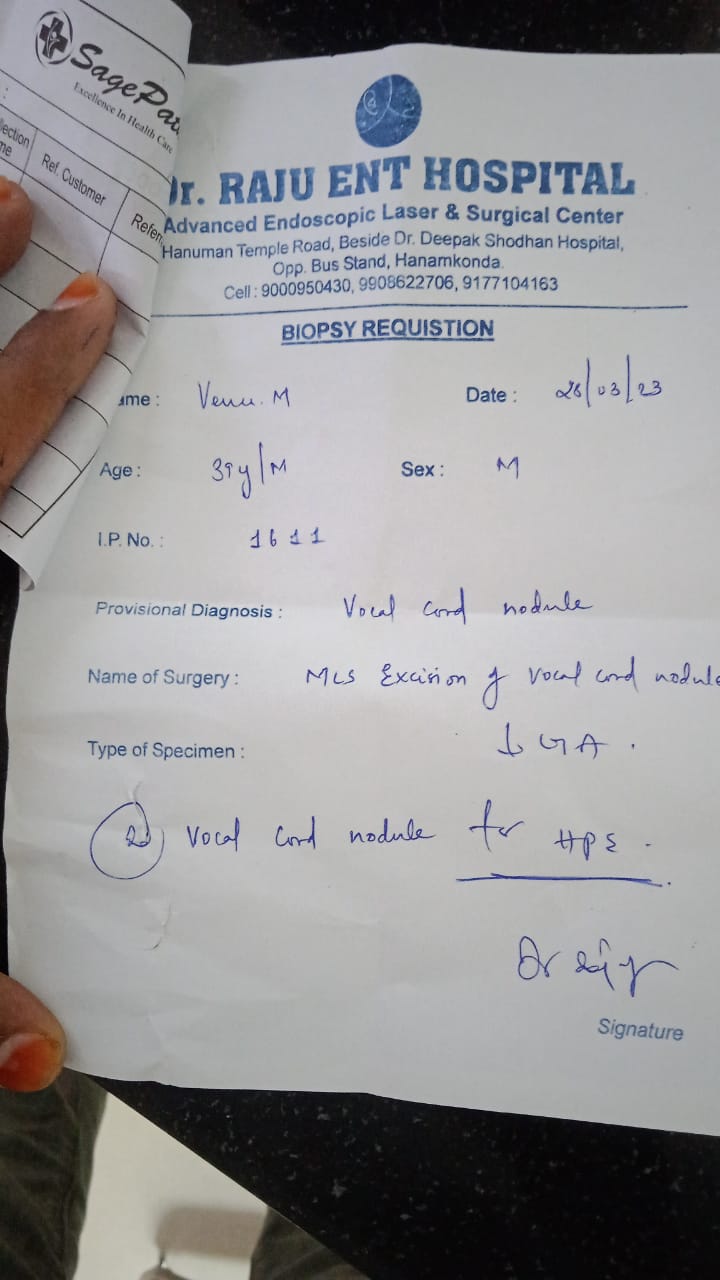 SagePa
Excellence In Health Care
:
lection
me
Ref. Customer
Refer
Dr. RAJU ENT HOSPITAL
Advanced Endoscopic Laser & Surgical Center
Hanuman Temple Road, Beside Dr. Deepak Shodhan Hospital,
Opp. Bus Stand, Hanamkonda.
Cell : 9000950430, 9908622706, 9177104163
BIOPSY REQUISTION
ame : Venu. M Date : 28/03/23
Age : 39y/M Sex : M
I.P. No. : 1611
Provisional Diagnosis : Vocal cord nodule
Name of Surgery : MLS Excision of vocal cord nodule
Type of Specimen : ↓ GA .
Vocal cord nodule for HPE .
Dr
Signature